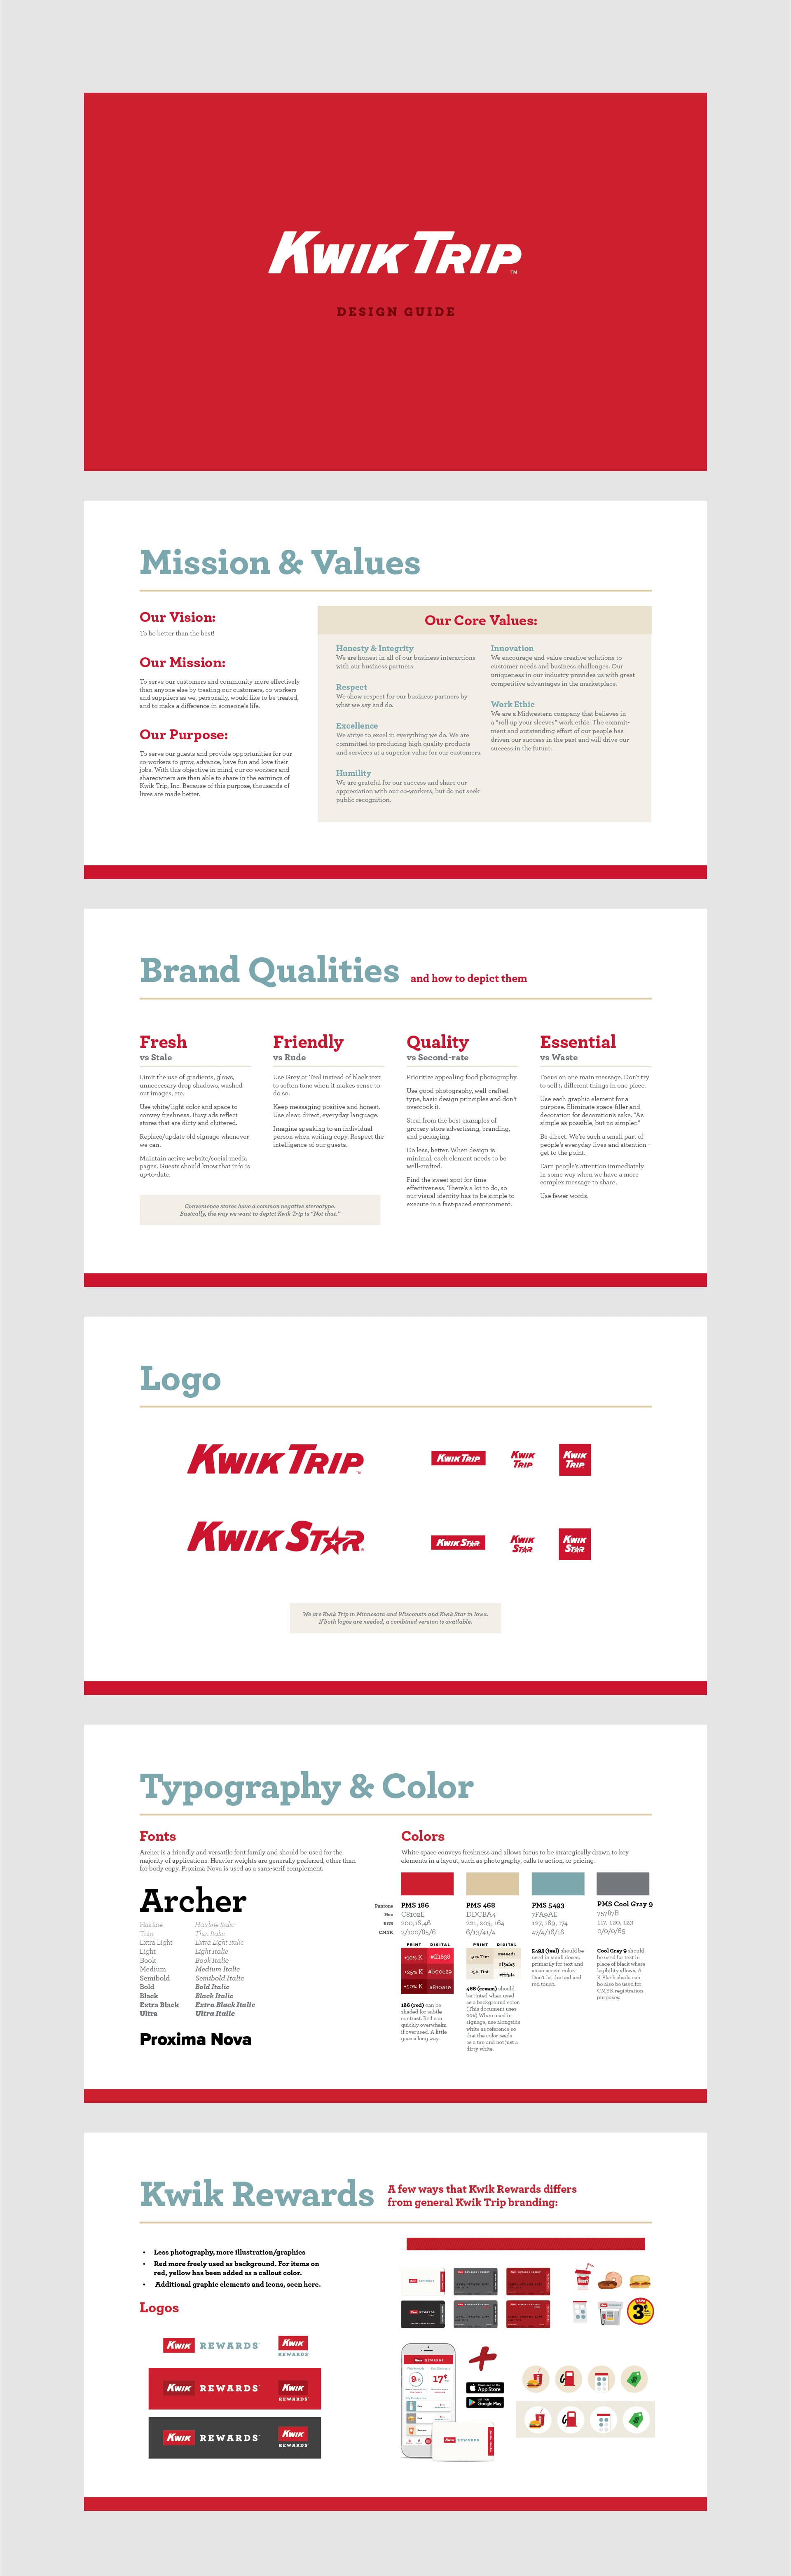 KWIK TRIP™
DESIGN GUIDE
Mission & Values
Our Vision:
To be better than the best!
Our Mission:
To serve our customers and community more effectively
than anyone else by treating our customers, co-workers
and suppliers as we, personally, would like to be treated,
and to make a difference in someone's life.
Our Purpose:
To serve our guests and provide opportunities for our
co-workers to grow, advance, have fun and love their
jobs. With this objective in mind, our co-workers and
shareowners are then able to share in the earnings of
Kwik Trip, Inc. Because of this purpose, thousands of
lives are made better.
Our Core Values:
Honesty & Integrity
We are honest in all of our business interactions
with our business partners.
Respect
We show respect for our business partners by
what we say and do.
Excellence
We strive to excel in everything we do. We are
committed to producing high quality products
and services at a superior value for our customers.
Humility
We are grateful for our success and share our
appreciation with our co-workers, but do not seek
public recognition.
Innovation
We encourage and value creative solutions to
customer needs and business challenges. Our
uniqueness in our industry provides us with great
competitive advantages in the marketplace.
Work Ethic
We are a Midwestern company that believes in
a "roll up your sleeves" work ethic. The commit-
ment and outstanding effort of our people has
driven our success in the past and will drive our
success in the future.
Brand Qualities and how to depict them
Fresh
vs Stale
Limit the use of gradients, glows,
unnecessary drop shadows, washed
out images, etc.
Use white/light color and space to
convey freshness. Busy ads reflect
stores that are dirty and cluttered.
Replace/update old signage whenever
we can.
Maintain active website/social media
pages. Guests should know that info is
up-to-date.
Friendly
vs Rude
Use Grey or Teal instead of black text
to soften tone when it makes sense to
do so.
Keep messaging positive and honest.
Use clear, direct, everyday language.
Imagine speaking to an individual
person when writing copy. Respect the
intelligence of our guests.
Convenience stores have a common negative stereotype.
Basically, the way we want to depict Kwik Trip is "Not that."
Quality
vs Second-rate
Prioritize appealing food photography.
Use good photography, well-crafted
type, basic design principles and don't
overcook it.
Steal from the best examples of
grocery store advertising, branding,
and packaging.
Do less, better. When design is
minimal, each element needs to be
well-crafted.
Find the sweet spot for time
effectiveness. There's a lot to do, so
our visual identity has to be simple to
execute in a fast-paced environment.
Essential
vs Waste
Focus on one main message. Don't try
to sell 5 different things in one piece.
Use each graphic element for a
purpose. Eliminate space-filler and
decoration for decoration's sake. "As
simple as possible, but no simpler."
Be direct. We're such a small part of
people's everyday lives and attention –
get to the point.
Earn people's attention immediately
in some way when we have a more
complex message to share.
Use fewer words.
Logo
KWIK TRIP™
KWIK TRIP
KWIK
TRIP
KWIK
TRIP
KWIK STAR
KWIK STAR
KWIK
STAR
KWIK
STAR
We are Kwik Trip in Minnesota and Wisconsin and Kwik Star in Iowa.
If both logos are needed, a combined version is available.
Typography & Color
Fonts
Archer is a friendly and versatile font family and should be used for the
majority of applications. Heavier weights are generally preferred, other than
for body copy. Proxima Nova is used as a sans-serif complement.
Archer
Hairline Hairline Italic
Thin Thin Italic
Extra Light Extra Light Italic
Light Light Italic
Book Book Italic
Medium Medium Italic
Semibold Semibold Italic
Bold Bold Italic
Black Black Italic
Extra Black Extra Black Italic
Ultra Ultra Italic
Proxima Nova
Colors
White space conveys freshness and allows focus to be strategically drawn to key
elements in a layout, such as photography, calls to action, or pricing.
Pantone
Hex
RGB
CMYK
PMS 186
C8102E
200,16,46
2/100/85/6
PRINT DIGITAL
+10% K
+25% K #b00e29
+50% K #810a1e
186 (red) can be
shaded for subtle
contrast. Red can
quickly overwhelm
if overused. A little
goes a long way.
PMS 468
DDCBA4
221, 203, 164
6/13/41/4
PRINT DIGITAL
50% Tint
25% Tint
468 (cream) should
be tinted when used
as a background color.
(This document uses
20%) When used in
signage, use alongside
white as reference so
that the color reads
as a tan and not just a
dirty white.
PMS 5493
7FA9AE
127, 169, 174
47/4/16/16
5493 (teal) should be
used in small doses,
primarily for text and
as an accent color.
Don't let the teal and
red touch.
PMS Cool Gray 9
75787B
117, 120, 123
0/0/0/65
Cool Gray 9 should
be used for text in
place of black where
legibility allows. A
K Black shade can
be also be used for
CMYK registration
purposes.
Kwik Rewards
A few ways that Kwik Rewards differs
from general Kwik Trip branding:
• Less photography, more illustration/graphics
• Red more freely used as background. For items on
red, yellow has been added as a callout color.
• Additional graphic elements and icons, seen here.
Logos
KWIK REWARDS
KWIK
REWARDS
KWIK REWARDS
KWIK
REWARDS
KWIK REWARDS
KWIK
REWARDS
17¢
App Store
Google Play
REWARDS
3¢